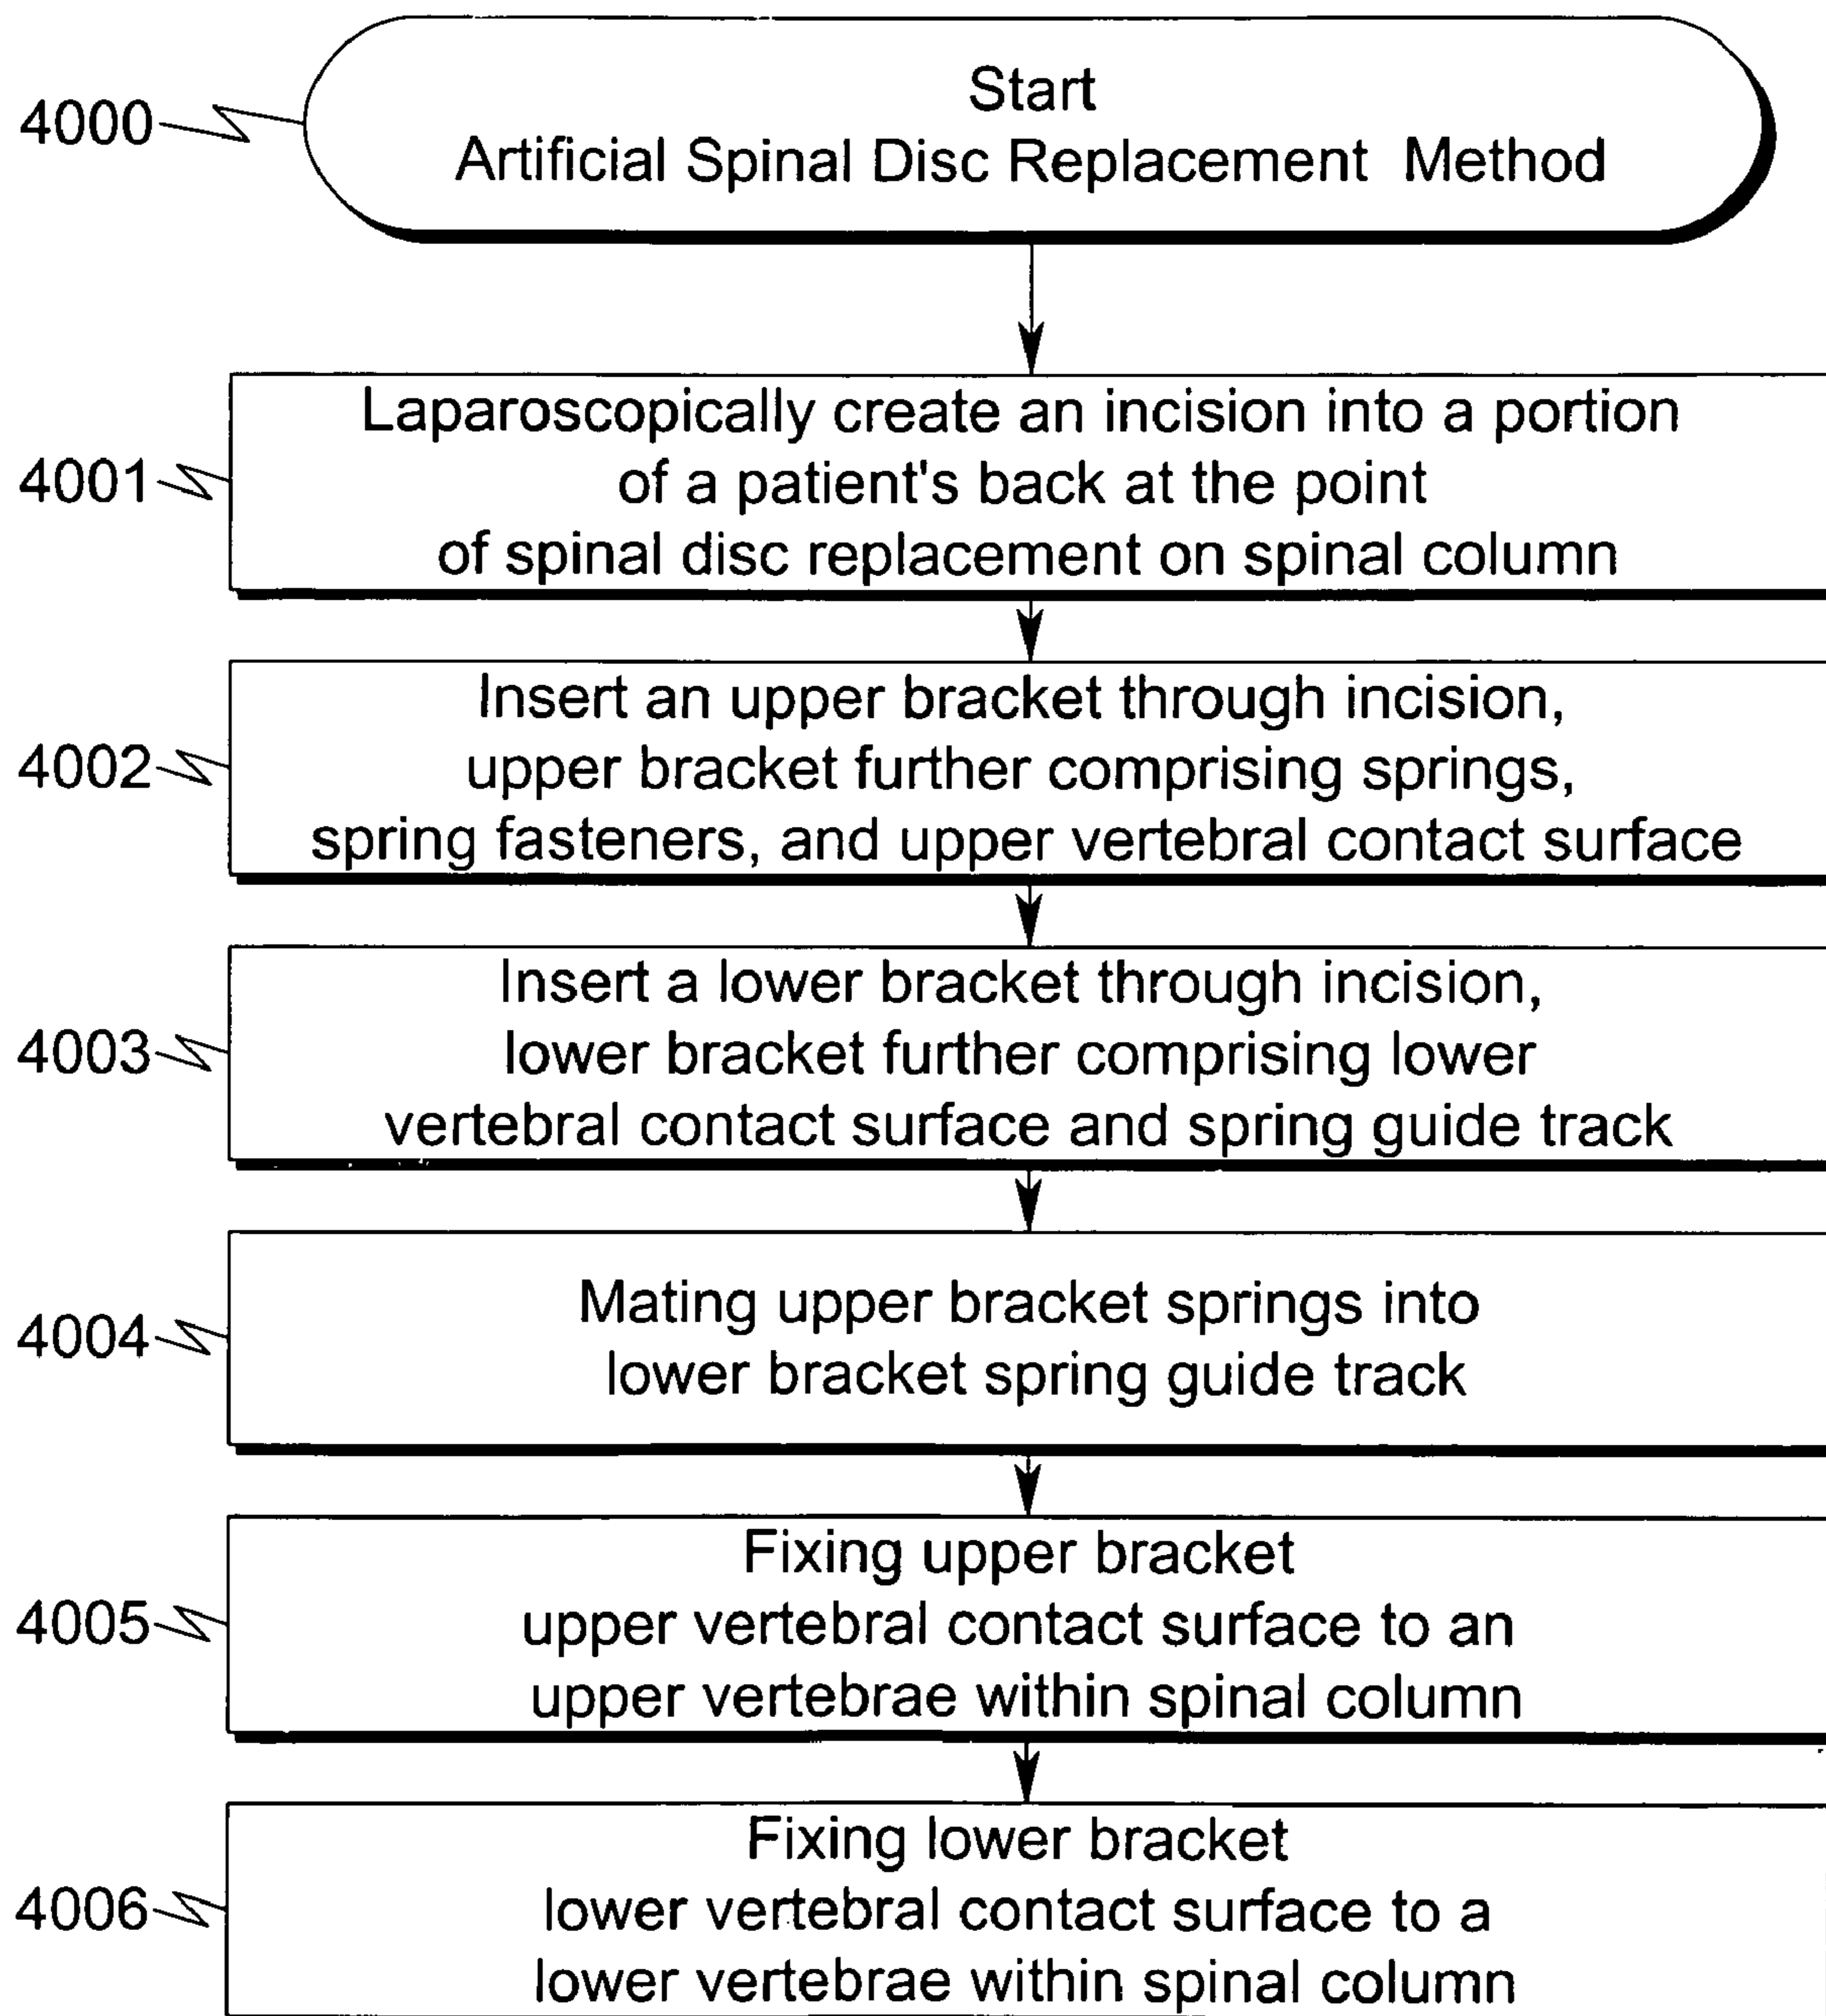 4000
Start
Artificial Spinal Disc Replacement Method
4001
Laparoscopically create an incision into a portion
of a patient's back at the point
of spinal disc replacement on spinal column
4002
Insert an upper bracket through incision,
upper bracket further comprising springs,
spring fasteners, and upper vertebral contact surface
4003
Insert a lower bracket through incision,
lower bracket further comprising lower
vertebral contact surface and spring guide track
4004
Mating upper bracket springs into
lower bracket spring guide track
4005
Fixing upper bracket
upper vertebral contact surface to an
upper vertebrae within spinal column
4006
Fixing lower bracket
lower vertebral contact surface to a
lower vertebrae within spinal column